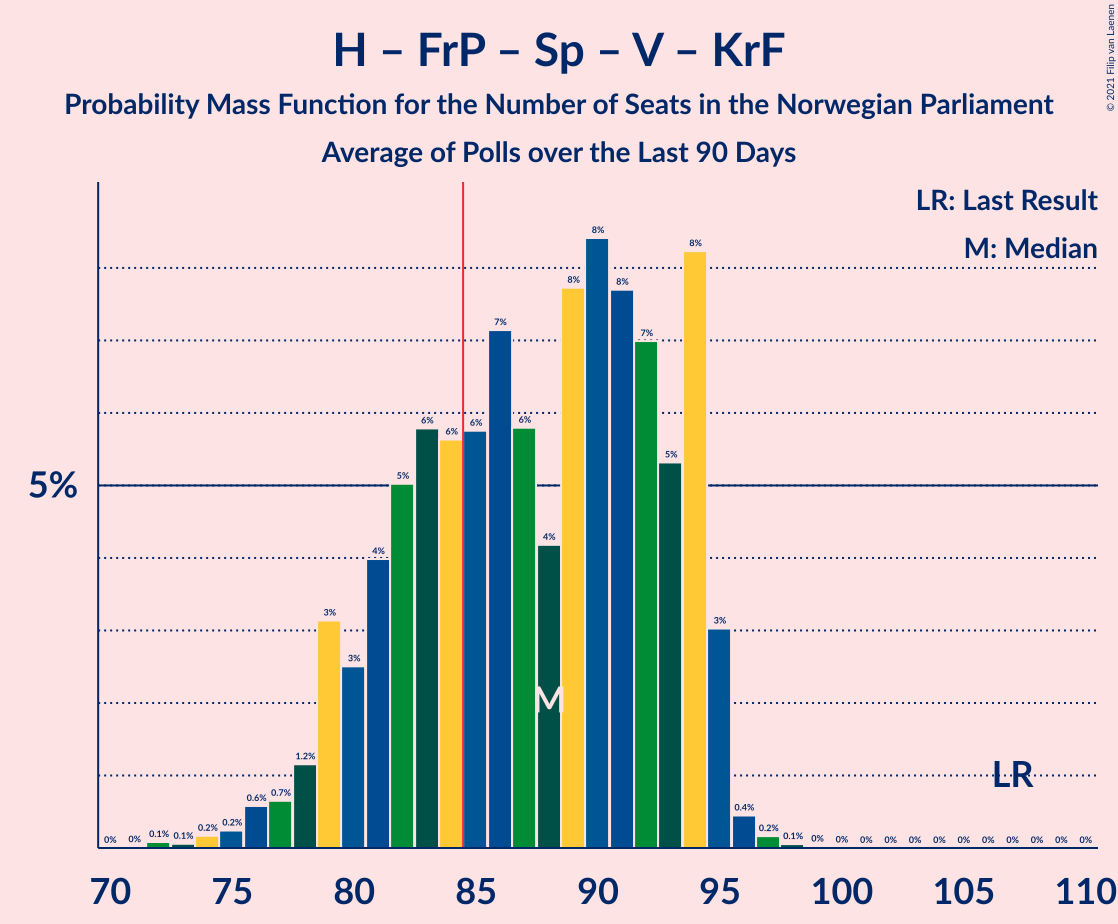 H – FrP – Sp – V – KrF
Probability Mass Function for the Number of Seats in the Norwegian Parliament
Average of Polls over the Last 90 Days
© 2021 Filip van Laenen
LR: Last Result
M: Median
5%
0% 0% 0.1% 0.1% 0.2% 0.2% 0.6% 0.7% 1.2% 3% 3% 4% 5% 6% 6% 6% 7% 6% 4% 8% 8% 8% 7% 5% 8% 3% 0.4% 0.2% 0.1% 0% 0% 0% 0% 0% 0% 0% 0% 0% 0% 0% 0%
M
LR
70 75 80 85 90 95 100 105 110